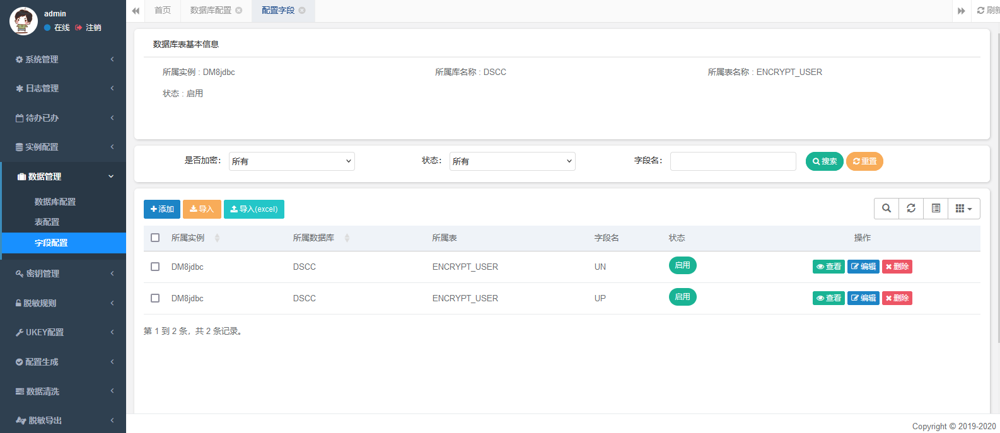 admin
在线 注销
系统管理
日志管理
待办已办
实例配置
数据管理
数据库配置
表配置
字段配置
密钥管理
脱敏规则
UKEY配置
配置生成
数据清洗
脱敏导出
首页 数据库配置 配置字段 刷新
数据库表基本信息
所属实例 : DM8jdbc 所属库名称 : DSCC 所属表名称 : ENCRYPT_USER
状态 : 启用
是否加密： 所有 状态： 所有 字段名： 搜索 重置
添加 导入 导入(excel)
所属实例 所属数据库 所属表 字段名 状态 操作
DM8jdbc DSCC ENCRYPT_USER UN 启用 查看 编辑 删除
DM8jdbc DSCC ENCRYPT_USER UP 启用 查看 编辑 删除
第 1 到 2 条，共 2 条记录。
Copyright © 2019-2020